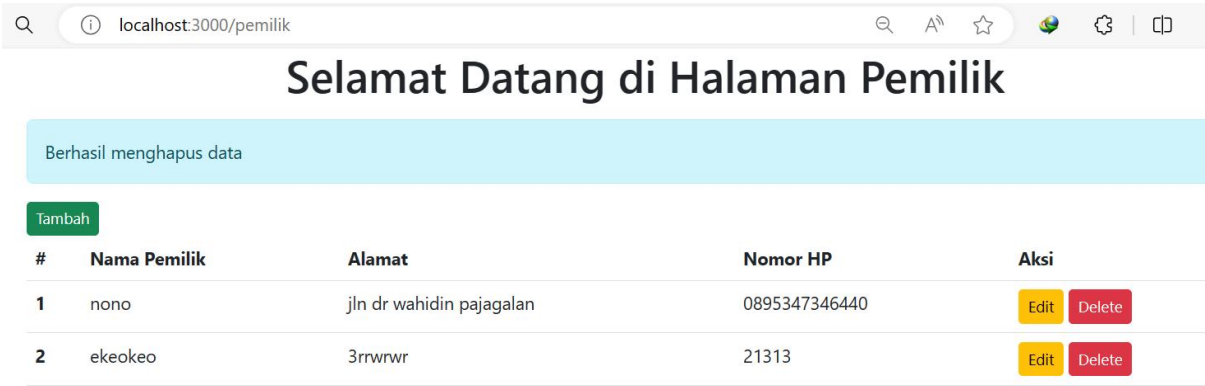 localhost:3000/pemilik
Selamat Datang di Halaman Pemilik
Berhasil menghapus data
Tambah
# Nama Pemilik Alamat Nomor HP Aksi
1 nono jln dr wahidin pajagalan 0895347346440 Edit Delete
2 ekeokeo 3rrwrwr 21313 Edit Delete